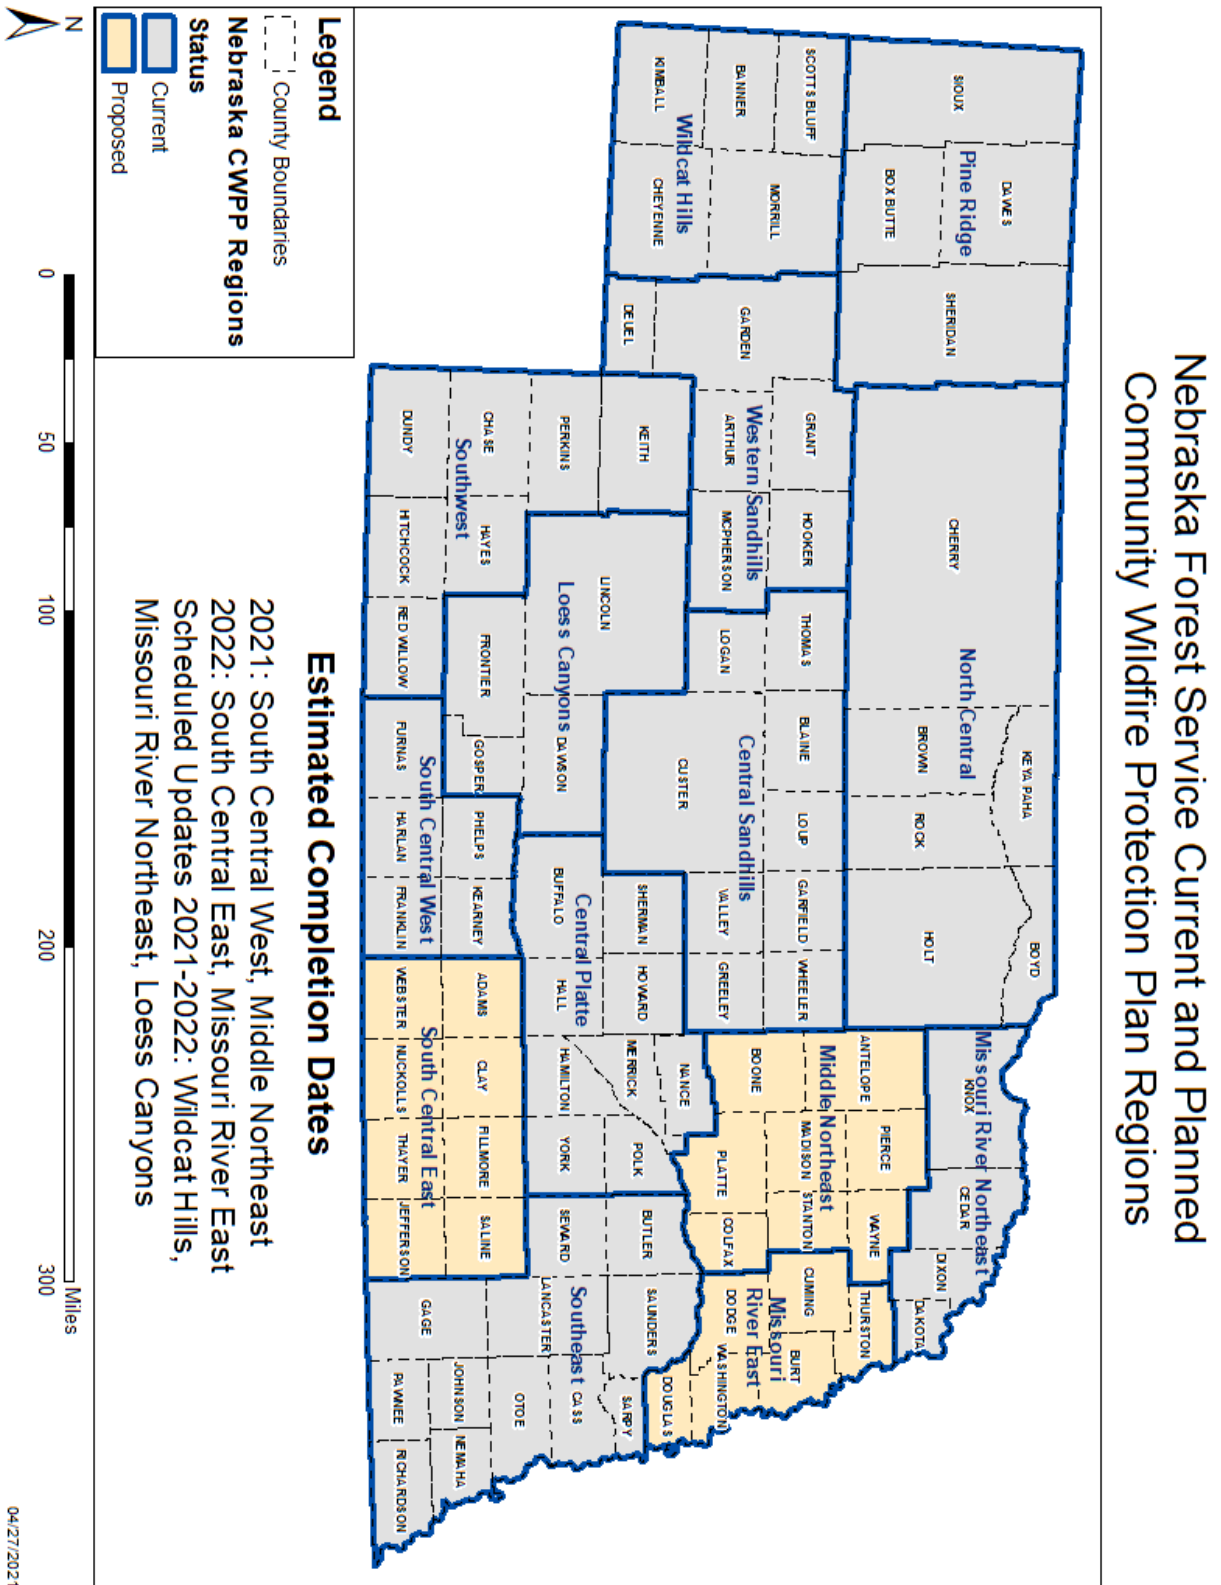 Nebraska Forest Service Current and Planned
Community Wildfire Protection Plan Regions
SIOUX
DAWES
Pine Ridge
BOX BUTTE
SHERIDAN
SCOTTS BLUFF
BANNER
KIMBALL
Wildcat Hills
MORRILL
CHEYENNE
GARDEN
DEUEL
GRANT
HOOKER
Western Sandhills
ARTHUR
MCPHERSON
CHERRY
North Central
KEYA PAHA
BROWN
ROCK
BOYD
HOLT
THOMAS
BLAINE
LOUP
GARFIELD
WHEELER
LOGAN
Central Sandhills
CUSTER
VALLEY
GREELEY
KEITH
PERKINS
CHASE
Southwest
HAYES
DUNDY
HITCHCOCK
RED WILLOW
LINCOLN
Loess Canyons
DAWSON
FRONTIER
GOSPER
SHERMAN
HOWARD
Central Platte
BUFFALO
HALL
NANCE
MERRICK
HAMILTON
POLK
YORK
PHELPS
KEARNEY
South Central West
FURNAS
HARLAN
FRANKLIN
ADAMS
CLAY
FILLMORE
SALINE
South Central East
WEBSTER
NUCKOLLS
THAYER
JEFFERSON
Missouri River Northeast
KNOX
CEDAR
DIXON
DAKOTA
ANTELOPE
PIERCE
WAYNE
Middle Northeast
MADISON
STANTON
BOONE
PLATTE
COLFAX
THURSTON
CUMING
BURT
Missouri
River East
DODGE
WASHINGTON
DOUGLAS
BUTLER
SAUNDERS
SARPY
SEWARD
LANCASTER
Southeast
CASS
OTOE
GAGE
JOHNSON
NEMAHA
PAWNEE
RICHARDSON
Legend
County Boundaries
Nebraska CWPP Regions
Status
Current
Proposed
Estimated Completion Dates
2021: South Central West, Middle Northeast
2022: South Central East, Missouri River East
Scheduled Updates 2021-2022: Wildcat Hills,
Missouri River Northeast, Loess Canyons
N
0 50 100 200 300
Miles
04/27/2021